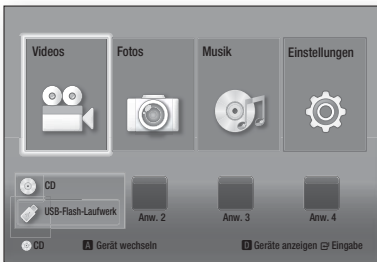 Videos Fotos Musik Einstellungen
CD
USB-Flash-Laufwerk Anw. 2 Anw. 3 Anw. 4
CD A Gerät wechseln D Geräte anzeigen Eingabe